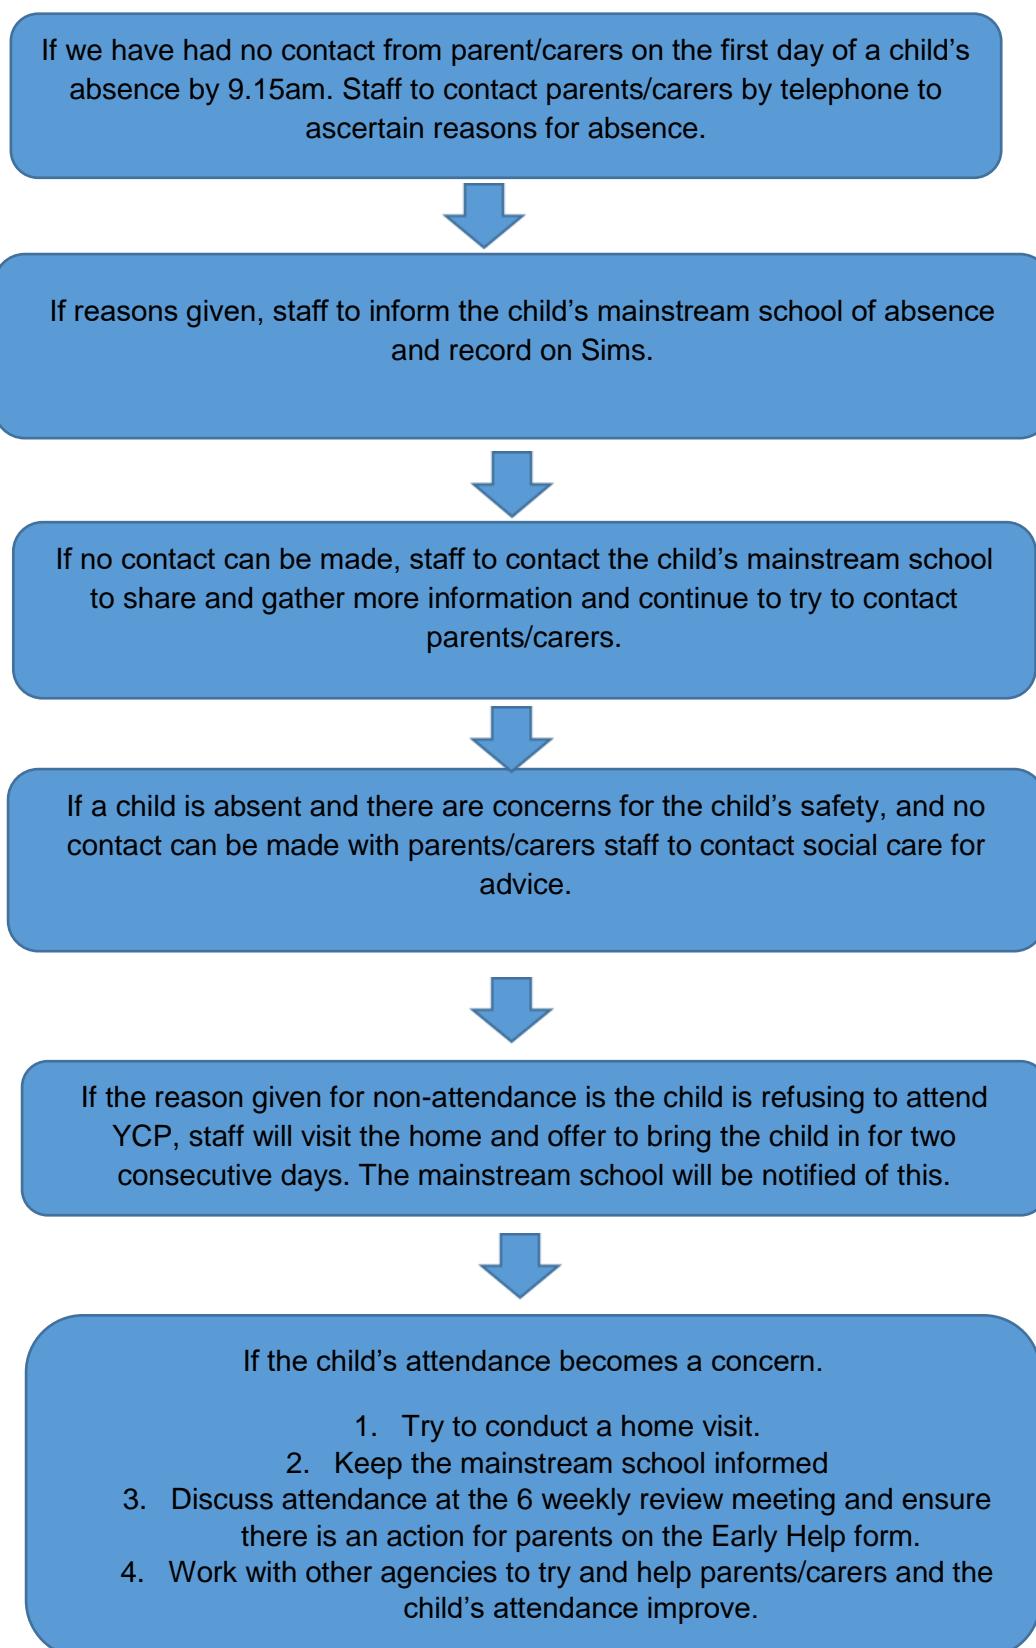 If we have had no contact from parent/carers on the first day of a child’s
absence by 9.15am. Staff to contact parents/carers by telephone to
ascertain reasons for absence.
If reasons given, staff to inform the child’s mainstream school of absence
and record on Sims.
If no contact can be made, staff to contact the child’s mainstream school
to share and gather more information and continue to try to contact
parents/carers.
If a child is absent and there are concerns for the child’s safety, and no
contact can be made with parents/carers staff to contact social care for
advice.
If the reason given for non-attendance is the child is refusing to attend
YCP, staff will visit the home and offer to bring the child in for two
consecutive days. The mainstream school will be notified of this.
If the child’s attendance becomes a concern.
1. Try to conduct a home visit.
2. Keep the mainstream school informed
3. Discuss attendance at the 6 weekly review meeting and ensure
there is an action for parents on the Early Help form.
4. Work with other agencies to try and help parents/carers and the
child’s attendance improve.